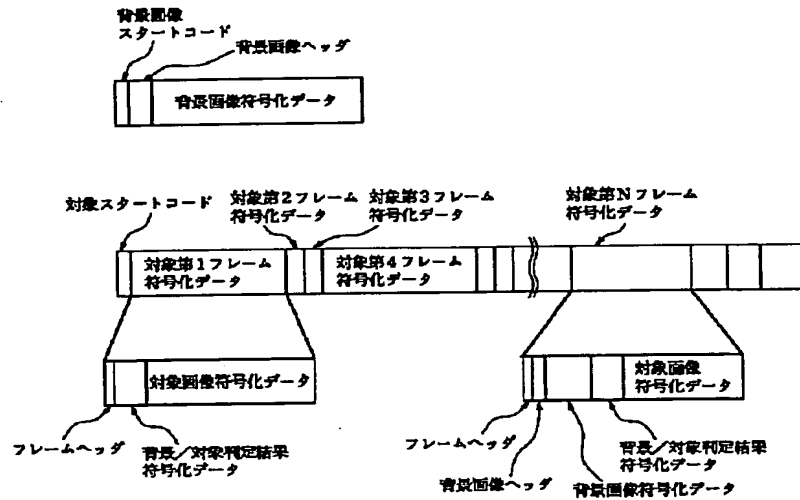 背景画像
スタートコード
背景画像ヘッダ
背景画像符号化データ
対象スタートコード
対象第2フレーム
符号化データ
対象第3フレーム
符号化データ
対象第Nフレーム
符号化データ
対象第1フレーム
符号化データ
対象第4フレーム
符号化データ
対象画像符号化データ
対象画像
符号化データ
フレームヘッダ
背景/対象判定結果
符号化データ
フレームヘッダ
背景画像ヘッダ
背景画像符号化データ
背景/対象判定結果
符号化データ